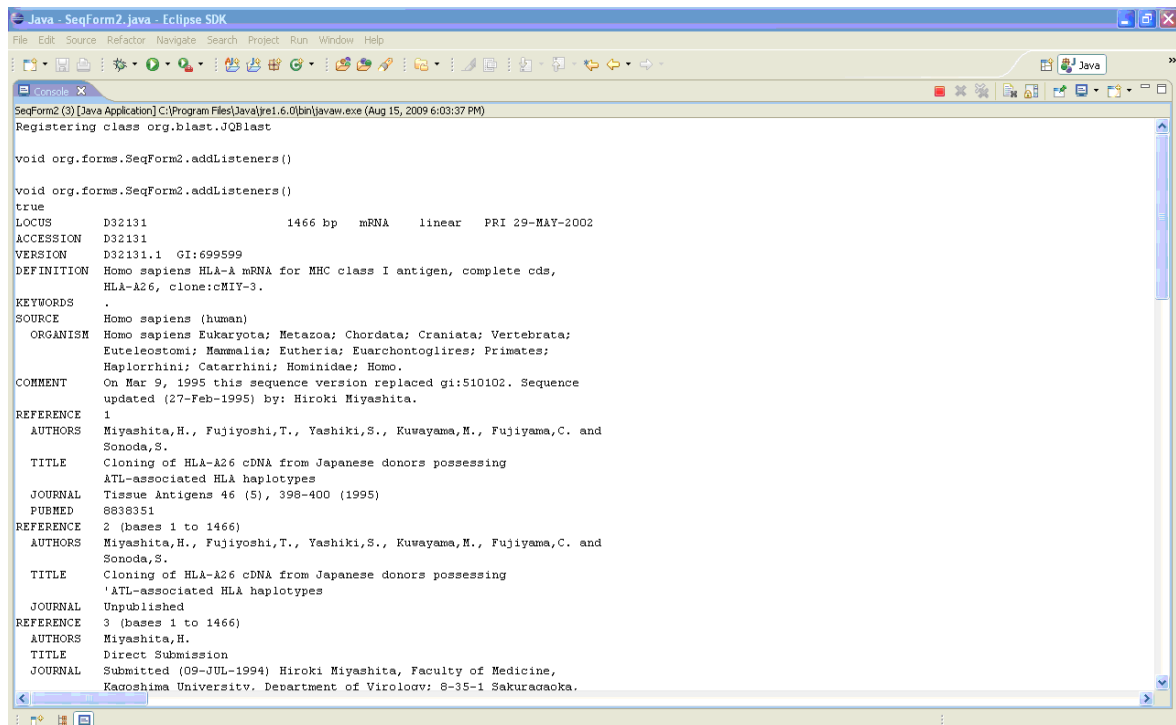 Java - SeqForm2.java - Eclipse SDK
File Edit Source Refactor Navigate Search Project Run Window Help
Java
»
Console
SeqForm2 (3) [Java Application] C:\Program Files\Java\jre1.6.0\bin\javaw.exe (Aug 15, 2009 6:03:37 PM)
Registering class org.blast.JQBlast
void org.forms.SeqForm2.addListeners()
void org.forms.SeqForm2.addListeners()
true
LOCUS       D32131                  1466 bp    mRNA    linear   PRI 29-MAY-2002
ACCESSION   D32131
VERSION     D32131.1  GI:699599
DEFINITION  Homo sapiens HLA-A mRNA for MHC class I antigen, complete cds,
            HLA-A26, clone:cMIY-3.
KEYWORDS    .
SOURCE      Homo sapiens (human)
  ORGANISM  Homo sapiens Eukaryota; Metazoa; Chordata; Craniata; Vertebrata;
            Euteleostomi; Mammalia; Eutheria; Euarchontoglires; Primates;
            Haplorrhini; Catarrhini; Hominidae; Homo.
COMMENT     On Mar 9, 1995 this sequence version replaced gi:510102. Sequence
            updated (27-Feb-1995) by: Hiroki Miyashita.
REFERENCE   1
  AUTHORS   Miyashita,H., Fujiyoshi,T., Yashiki,S., Kuwayama,M., Fujiyama,C. and
            Sonoda,S.
  TITLE     Cloning of HLA-A26 cDNA from Japanese donors possessing
            ATL-associated HLA haplotypes
  JOURNAL   Tissue Antigens 46 (5), 398-400 (1995)
  PUBMED    8838351
REFERENCE   2 (bases 1 to 1466)
  AUTHORS   Miyashita,H., Fujiyoshi,T., Yashiki,S., Kuwayama,M., Fujiyama,C. and
            Sonoda,S.
  TITLE     Cloning of HLA-A26 cDNA from Japanese donors possessing
            'ATL-associated HLA haplotypes
  JOURNAL   Unpublished
REFERENCE   3 (bases 1 to 1466)
  AUTHORS   Miyashita,H.
  TITLE     Direct Submission
  JOURNAL   Submitted (09-JUL-1994) Hiroki Miyashita, Faculty of Medicine,
            Kagoshima University, Department of Virology; 8-35-1 Sakuragaoka,